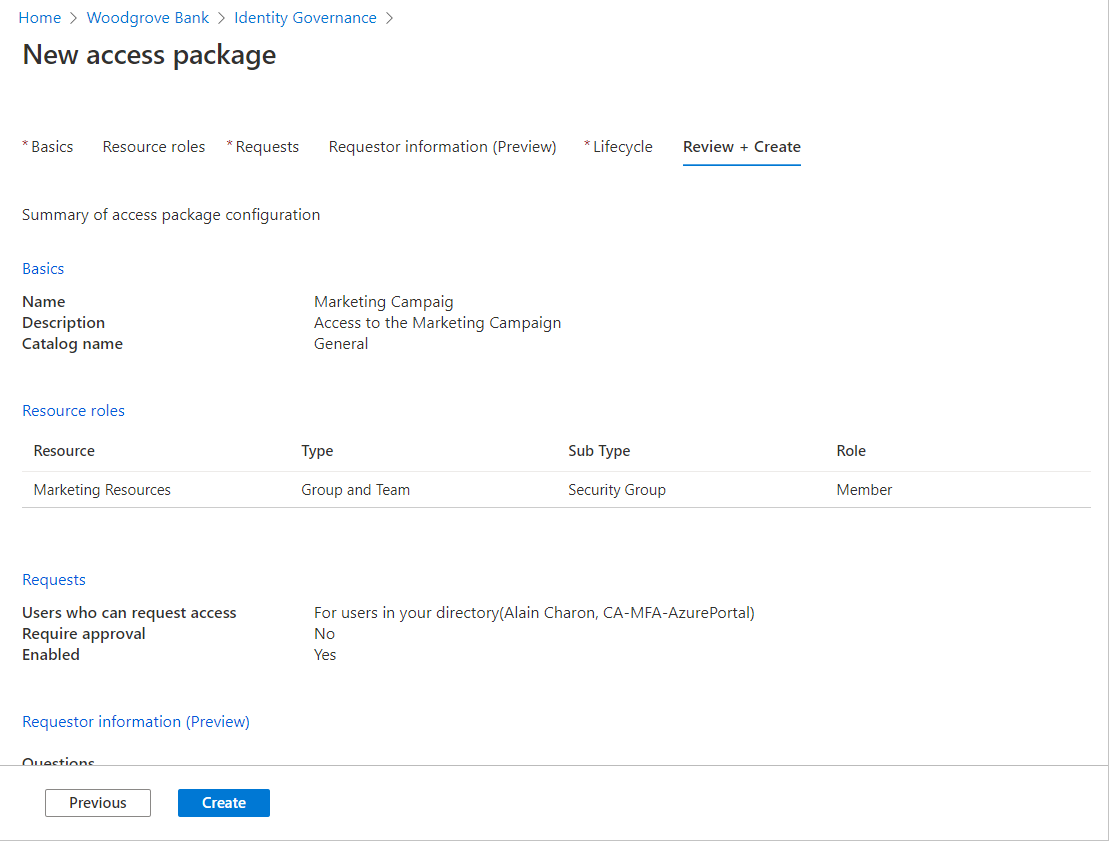 Home > Woodgrove Bank > Identity Governance >
New access package
*Basics Resource roles *Requests Requestor information (Preview) *Lifecycle Review + Create
Summary of access package configuration
Basics
Name Marketing Campaig
Description Access to the Marketing Campaign
Catalog name General
Resource roles
Resource Type Sub Type Role
Marketing Resources Group and Team Security Group Member
Requests
Users who can request access For users in your directory(Alain Charon, CA-MFA-AzurePortal)
Require approval No
Enabled Yes
Requestor information (Preview)
Questions
Previous Create